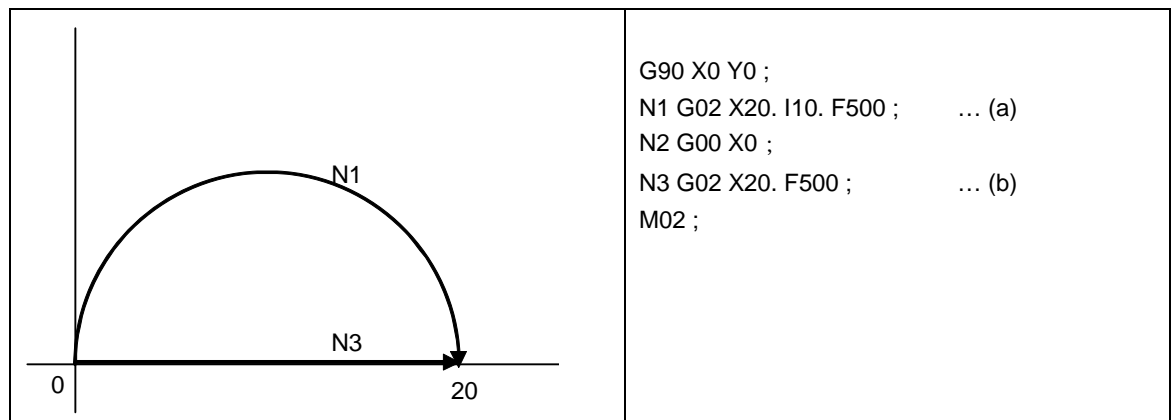 N1
N3
0
20
G90 X0 Y0 ;
N1 G02 X20. I10. F500 ; … (a)
N2 G00 X0 ;
N3 G02 X20. F500 ; … (b)
M02 ;